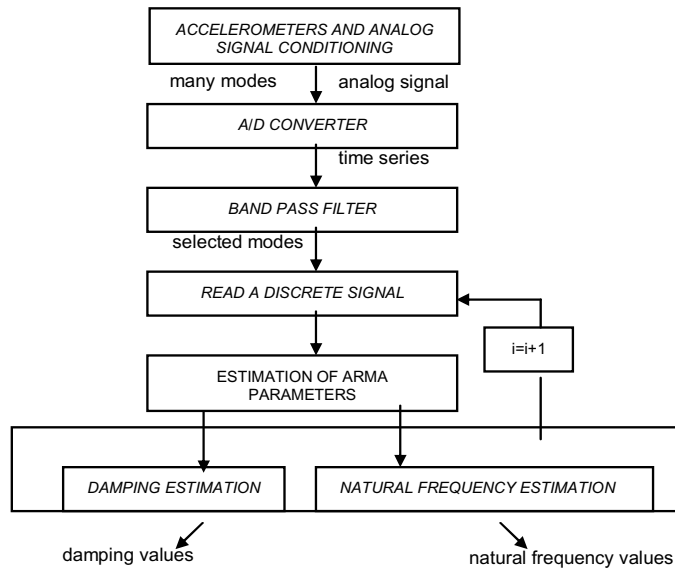 ACCELEROMETERS AND ANALOG
SIGNAL CONDITIONING
many modes
analog signal
A/D CONVERTER
time series
BAND PASS FILTER
selected modes
READ A DISCRETE SIGNAL
i=i+1
ESTIMATION OF ARMA
PARAMETERS
DAMPING ESTIMATION
NATURAL FREQUENCY ESTIMATION
damping values
natural frequency values